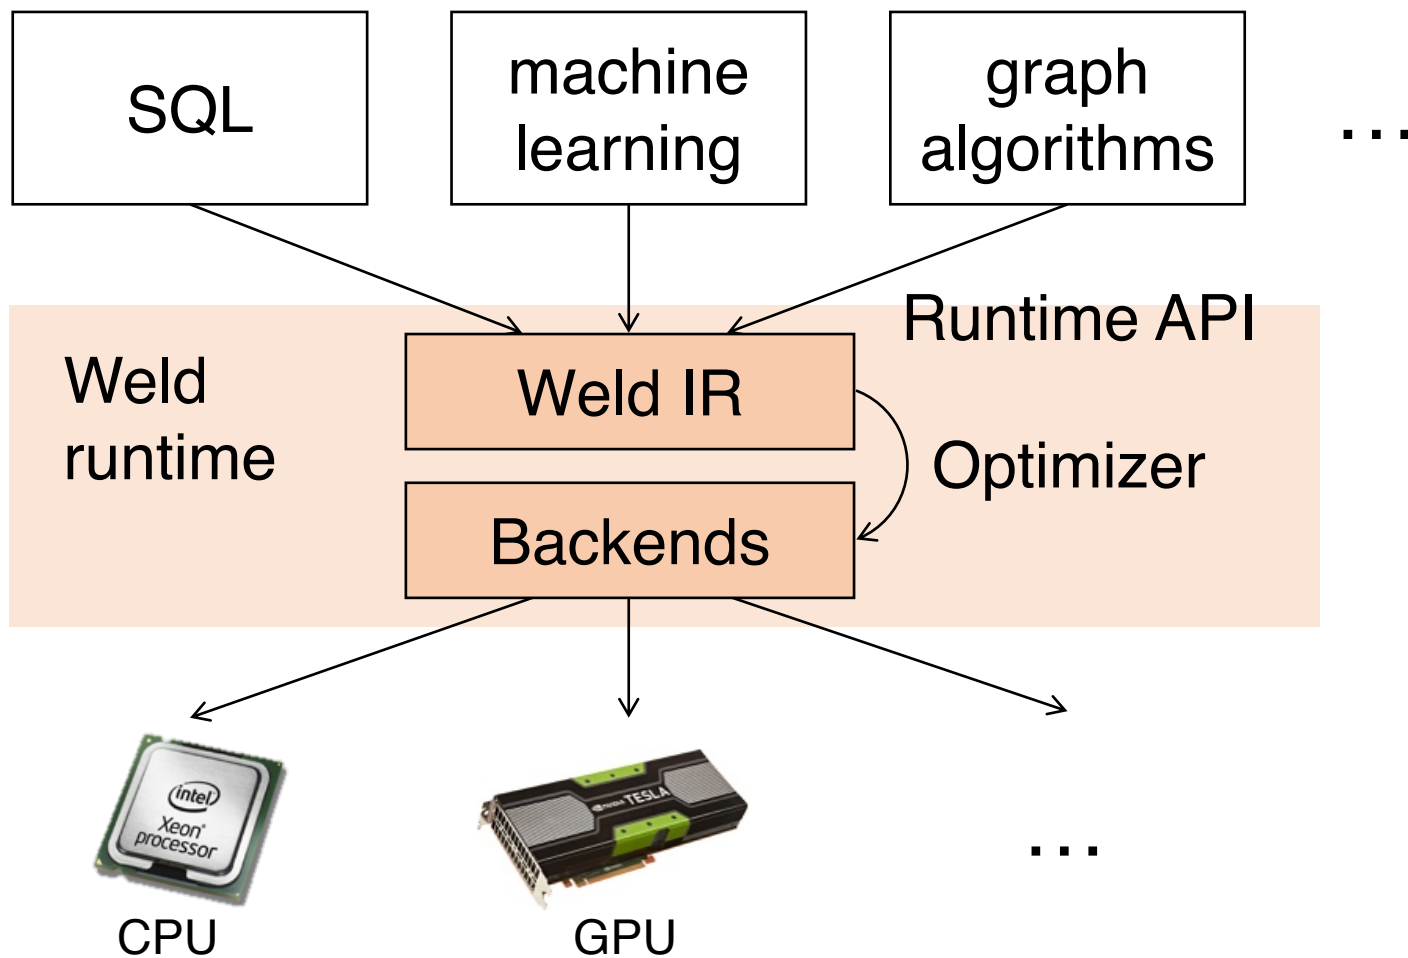 SQL
machine
learning
graph
algorithms
...
Runtime API
Weld
runtime
Weld IR
Optimizer
Backends
intel
Xeon®
processor
NVIDIA TESLA
...
CPU
GPU